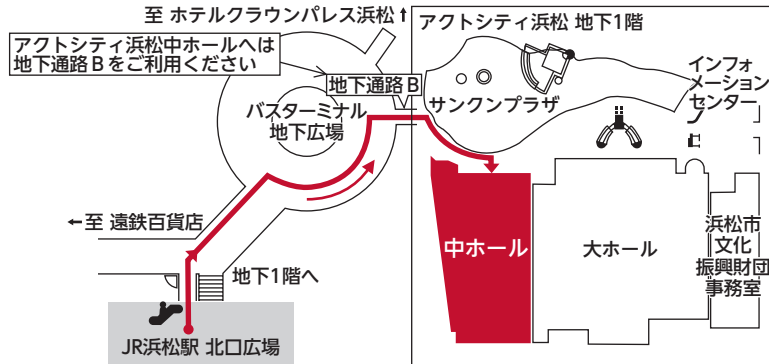 至 ホテルクラウンパレス浜松↑
アクトシティ浜松 地下1階
アクトシティ浜松中ホールへは
地下通路Bをご利用ください
地下通路B
バスターミナル
地下広場
サンクンプラザ
インフォ
メーション
センター
←至 遠鉄百貨店
中ホール
大ホール
浜松市
文化
振興財団
事務室
地下1階へ
JR浜松駅 北口広場